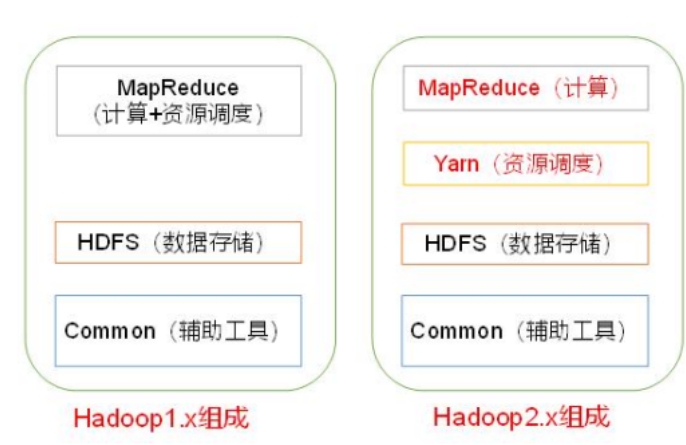 MapReduce
（计算+资源调度）
HDFS（数据存储）
Common（辅助工具）
Hadoop1.x组成
MapReduce（计算）
Yarn（资源调度）
HDFS（数据存储）
Common（辅助工具）
Hadoop2.x组成